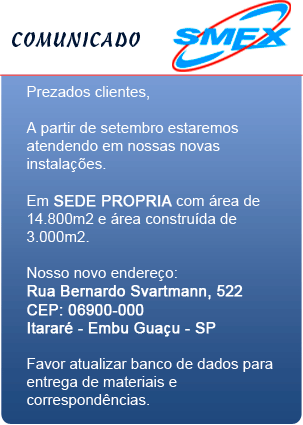 COMUNICADO
SMEX
Prezados clientes,
A partir de setembro estaremos
atendendo em nossas novas
instalações.
Em SEDE PROPRIA com área de
14.800m2 e área construída de
3.000m2.
Nosso novo endereço:
Rua Bernardo Svartmann, 522
CEP: 06900-000
Itararé - Embu Guaçu - SP
Favor atualizar banco de dados para
entrega de materiais e
correspondências.